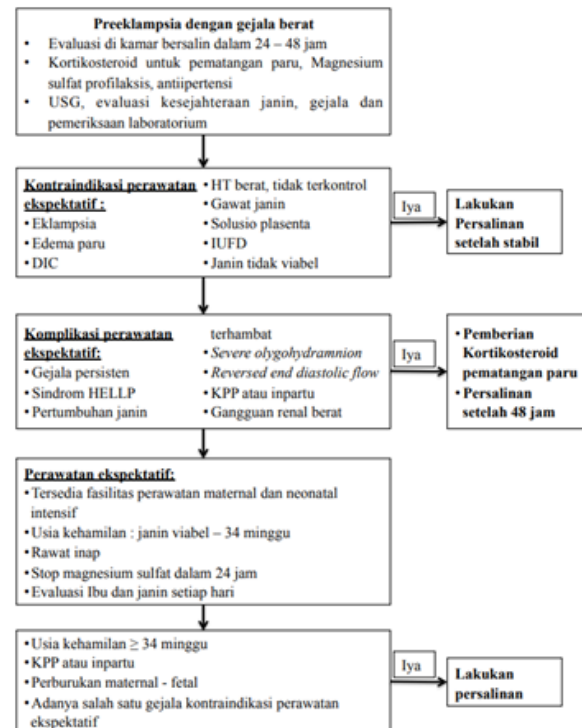 Preeklampsia dengan gejala berat
• Evaluasi di kamar bersalin dalam 24 – 48 jam
• Kortikosteroid untuk pematangan paru, Magnesium
sulfat profilaksis, antiipertensi
• USG, evaluasi kesejahteraan janin, gejala dan
pemeriksaan laboratorium
Kontraindikasi perawatan
ekspektatif :
• Eklampsia
• Edema paru
• DIC
• HT berat, tidak terkontrol
• Gawat janin
• Solusio plasenta
• IUFD
• Janin tidak viabel
Iya
Lakukan
Persalinan
setelah stabil
Komplikasi perawatan
ekspektatif:
• Gejala persisten
• Sindrom HELLP
• Pertumbuhan janin
terhambat
• Severe olygohydramnion
• Reversed end diastolic flow
• KPP atau inpartu
• Gangguan renal berat
Iya
• Pemberian
Kortikosteroid
pematangan paru
• Persalinan
setelah 48 jam
Perawatan ekspektatif:
• Tersedia fasilitas perawatan maternal dan neonatal
intensif
• Usia kehamilan : janin viabel – 34 minggu
• Rawat inap
• Stop magnesium sulfat dalam 24 jam
• Evaluasi Ibu dan janin setiap hari
• Usia kehamilan ≥ 34 minggu
• KPP atau inpartu
• Perburukan maternal - fetal
• Adanya salah satu gejala kontraindikasi perawatan
ekspektatif
Iya
Lakukan
persalinan